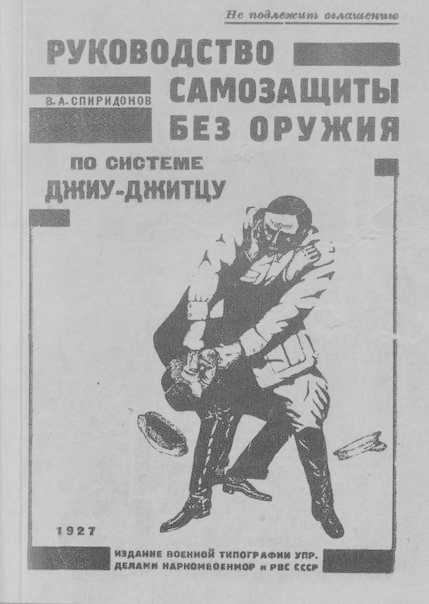 Не подлежит оглашению
РУКОВОДСТВО
САМОЗАЩИТЫ
В. А. СПИРИДОНОВ
БЕЗ ОРУЖИЯ
ПО СИСТЕМЕ
ДЖИУ-ДЖИТЦУ
1927
ИЗДАНИЕ ВОЕННОЙ ТИПОГРАФИИ УПР.
ДЕЛАМИ НАРКОМВОЕНМОР и РВС СССР